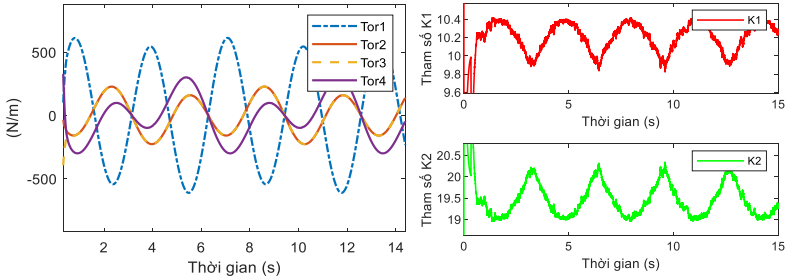 500
0
-500
(N/m)
2
4
6
8
10
12
14
Thời gian (s)
Tor1
Tor2
Tor3
Tor4
10.4
10.2
10
9.8
9.6
Tham số K1
0
5
10
15
Thời gian (s)
K1
20.5
20
19.5
19
Tham số K2
0
5
10
15
Thời gian (s)
K2